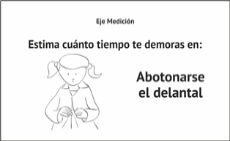 Eje Medición
Estima cuánto tiempo te demoras en:
Abotonarse
el delantal